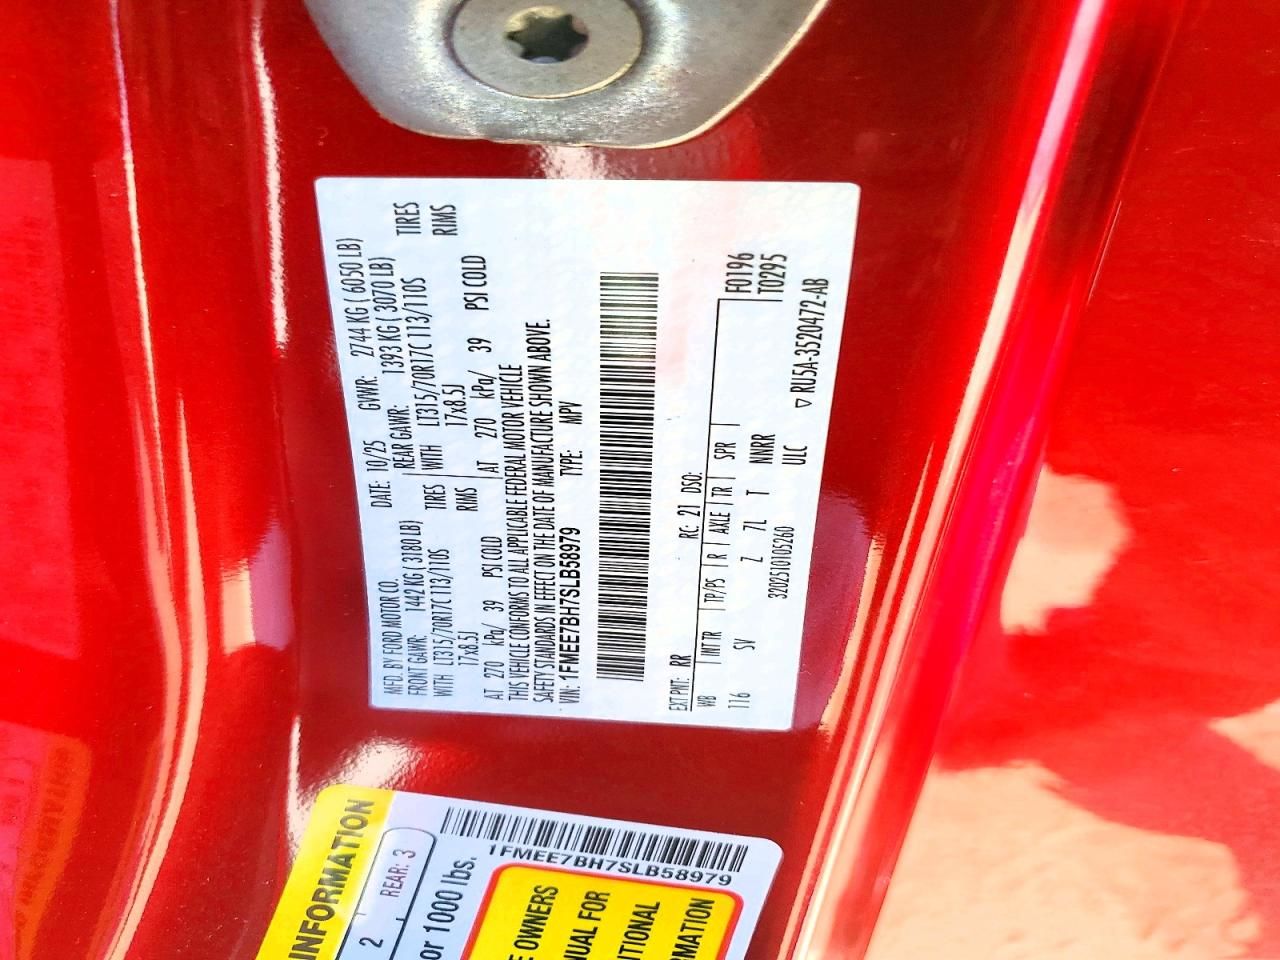 MFD. BY FORD MOTOR CO. DATE: 10/25 GVWR: 2744 KG ( 6050 LB)
FRONT GAWR: 1442 KG ( 3180 LB) REAR GAWR: 1393 KG ( 3070 LB)
WITH LT315/70R17C 113/110S TIRES WITH LT315/70R17C 113/110S TIRES
17x8.5J RIMS 17x8.5J RIMS
AT 270 kPa/ 39 PSI COLD AT 270 kPa/ 39 PSI COLD
THIS VEHICLE CONFORMS TO ALL APPLICABLE FEDERAL MOTOR VEHICLE
SAFETY STANDARDS IN EFFECT ON THE DATE OF MANUFACTURE SHOWN ABOVE.
VIN: 1FMEE7BH7SLB58979 TYPE: MPV
EXT PNT: RR RC: 21 DSO: F0196
WB INT TR TP/PS R AXLE TR SPR T0295
116 SV Z 7L T NNRR
3202510105260 ULC ▽ RU5A-3520472-AB
INFORMATION
2 REAR: 3
or 1000 lbs.
1FMEE7BH7SLB58979
OWNERS
UAL FOR
TIONAL
RMATION